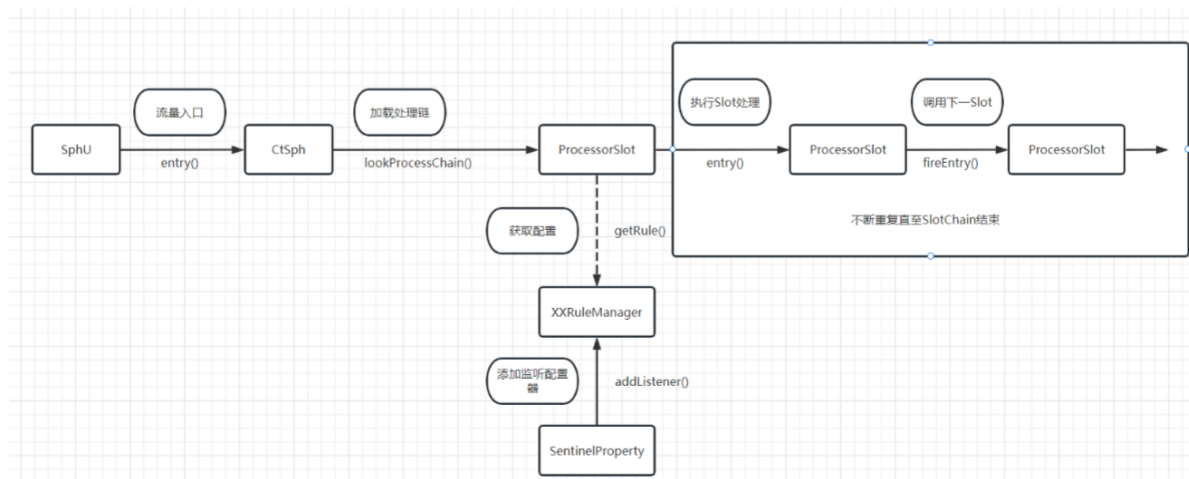 流量入口
加载处理链
执行Slot处理
调用下一Slot
SphU
entry()
CtSph
lookProcessChain()
ProcessorSlot
entry()
ProcessorSlot
fireEntry()
ProcessorSlot
不断重复直至SlotChain结束
获取配置
getRule()
XXRuleManager
添加监听配置
器
addListener()
SentinelProperty